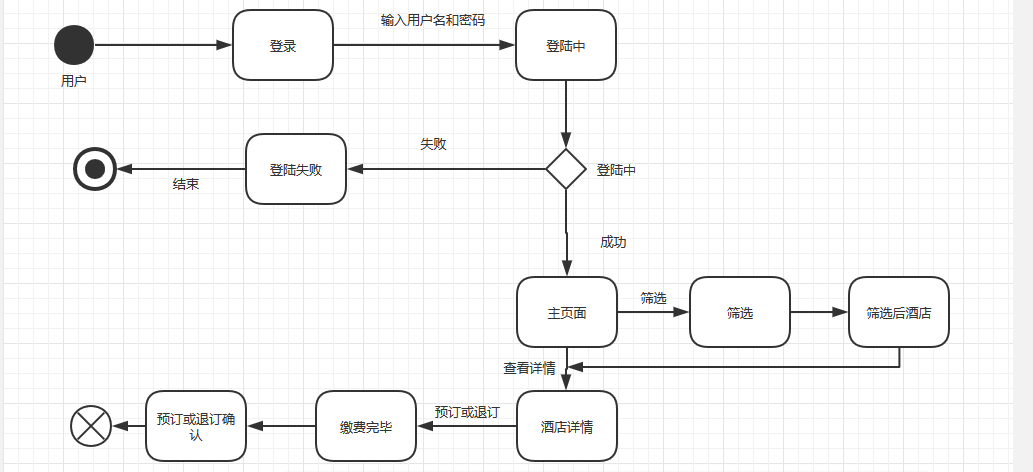 输入用户名和密码
登录
登陆中
用户
失败
登陆失败
登陆中
结束
成功
筛选
主页面
筛选
筛选后酒店
查看详情
预订或退订
预订或退订确
认
缴费完毕
酒店详情